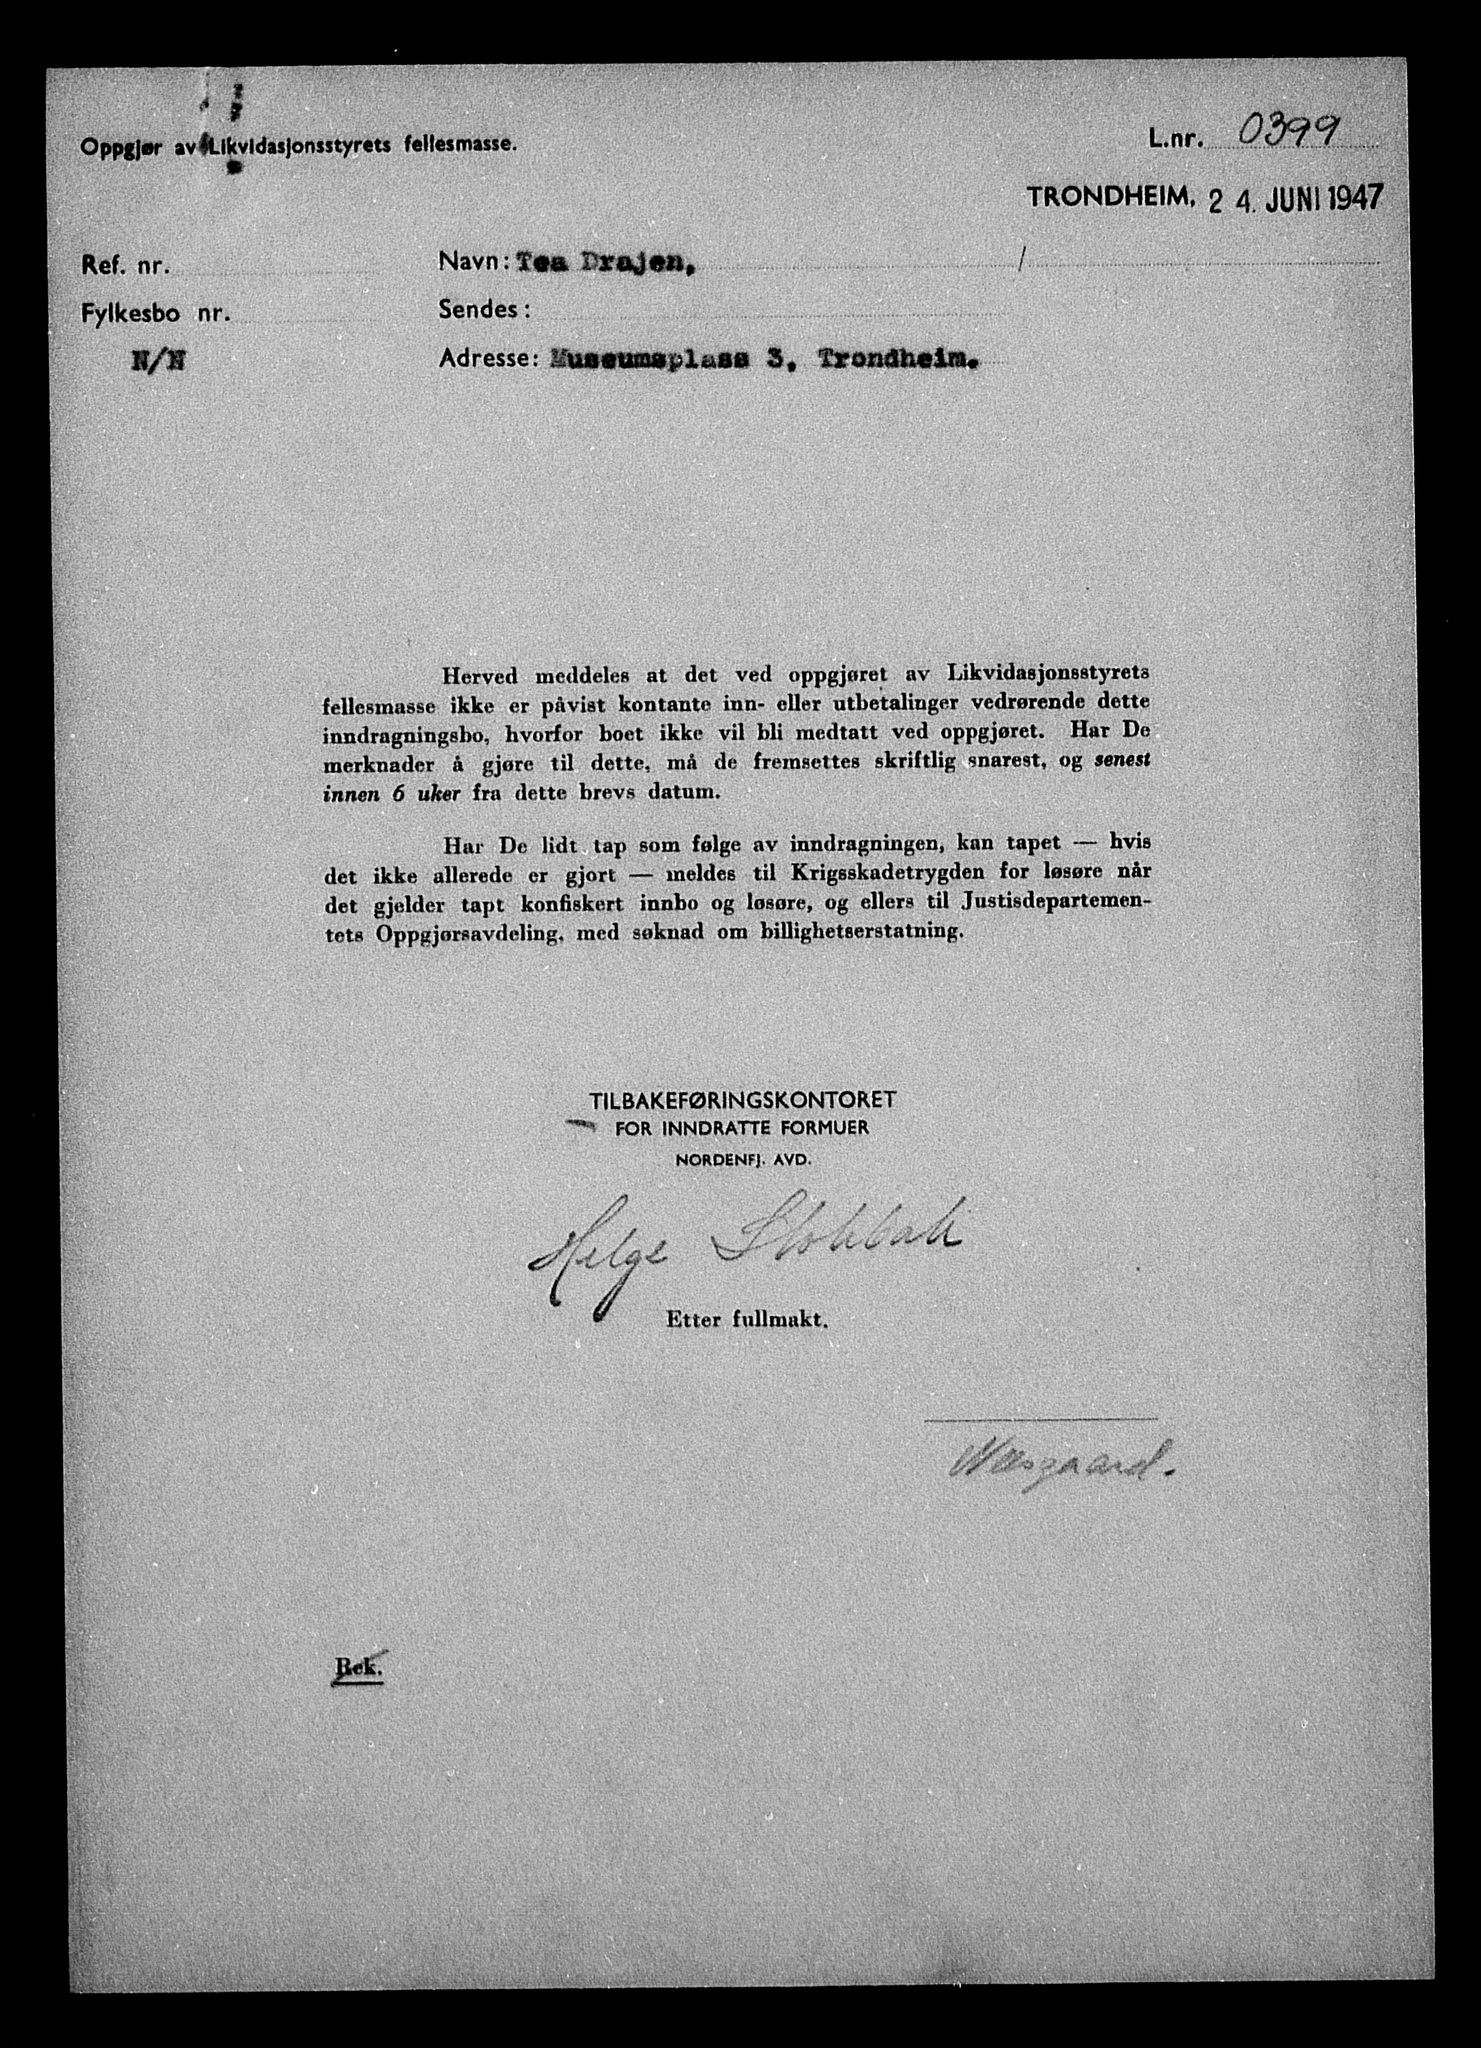 Oppgjør av Likvidasjonsstyrets fellesmasse.
L.nr. 0399
TRONDHEIM, 24. JUNI 1947
Ref. nr.
Navn: Tea Drajen, /
Fylkesbo nr.
Sendes:
N/N
Adresse: Museumsplass 3, Trondheim.
Herved meddeles at det ved oppgjøret av Likvidasjonsstyrets
fellesmasse ikke er påvist kontante inn- eller utbetalinger vedrørende dette
inndragningsbo, hvorfor boet ikke vil bli medtatt ved oppgjøret. Har De
merknader å gjøre til dette, må de fremsettes skriftlig snarest, og senest
innen 6 uker fra dette brevs datum.
Har De lidt tap som følge av inndragningen, kan tapet — hvis
det ikke allerede er gjort — meldes til Krigsskadetrygden for løsøre når
det gjelder tapt konfiskert innbo og løsøre, og ellers til Justisdepartemen-
tets Oppgjørsavdeling, med søknad om billighetserstatning.
TILBAKEFØRINGSKONTORET
FOR INNDRATTE FORMUER
NORDENFJ. AVD.
Helge Stokbak
Etter fullmakt.
Næsgaard.
Rek.